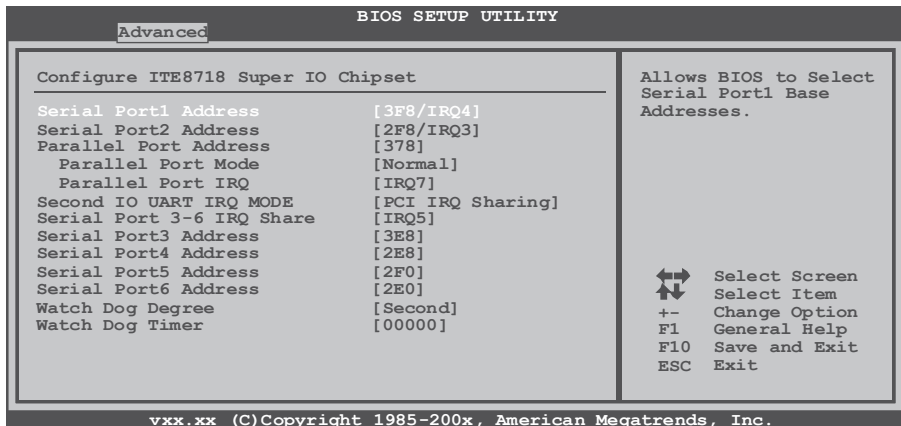 BIOS SETUP UTILITY
Advanced
Configure ITE8718 Super IO Chipset
Serial Port1 Address [3F8/IRQ4]
Serial Port2 Address [2F8/IRQ3]
Parallel Port Address [378]
Parallel Port Mode [Normal]
Parallel Port IRQ [IRQ7]
Second IO UART IRQ MODE [PCI IRQ Sharing]
Serial Port 3-6 IRQ Share [IRQ5]
Serial Port3 Address [3E8]
Serial Port4 Address [2E8]
Serial Port5 Address [2F0]
Serial Port6 Address [2E0]
Watch Dog Degree [Second]
Watch Dog Timer [00000]
Allows BIOS to Select
Serial Port1 Base
Addresses.
Select Screen
Select Item
+- Change Option
F1 General Help
F10 Save and Exit
ESC Exit
vxx.xx (C)Copyright 1985-200x, American Megatrends, Inc.